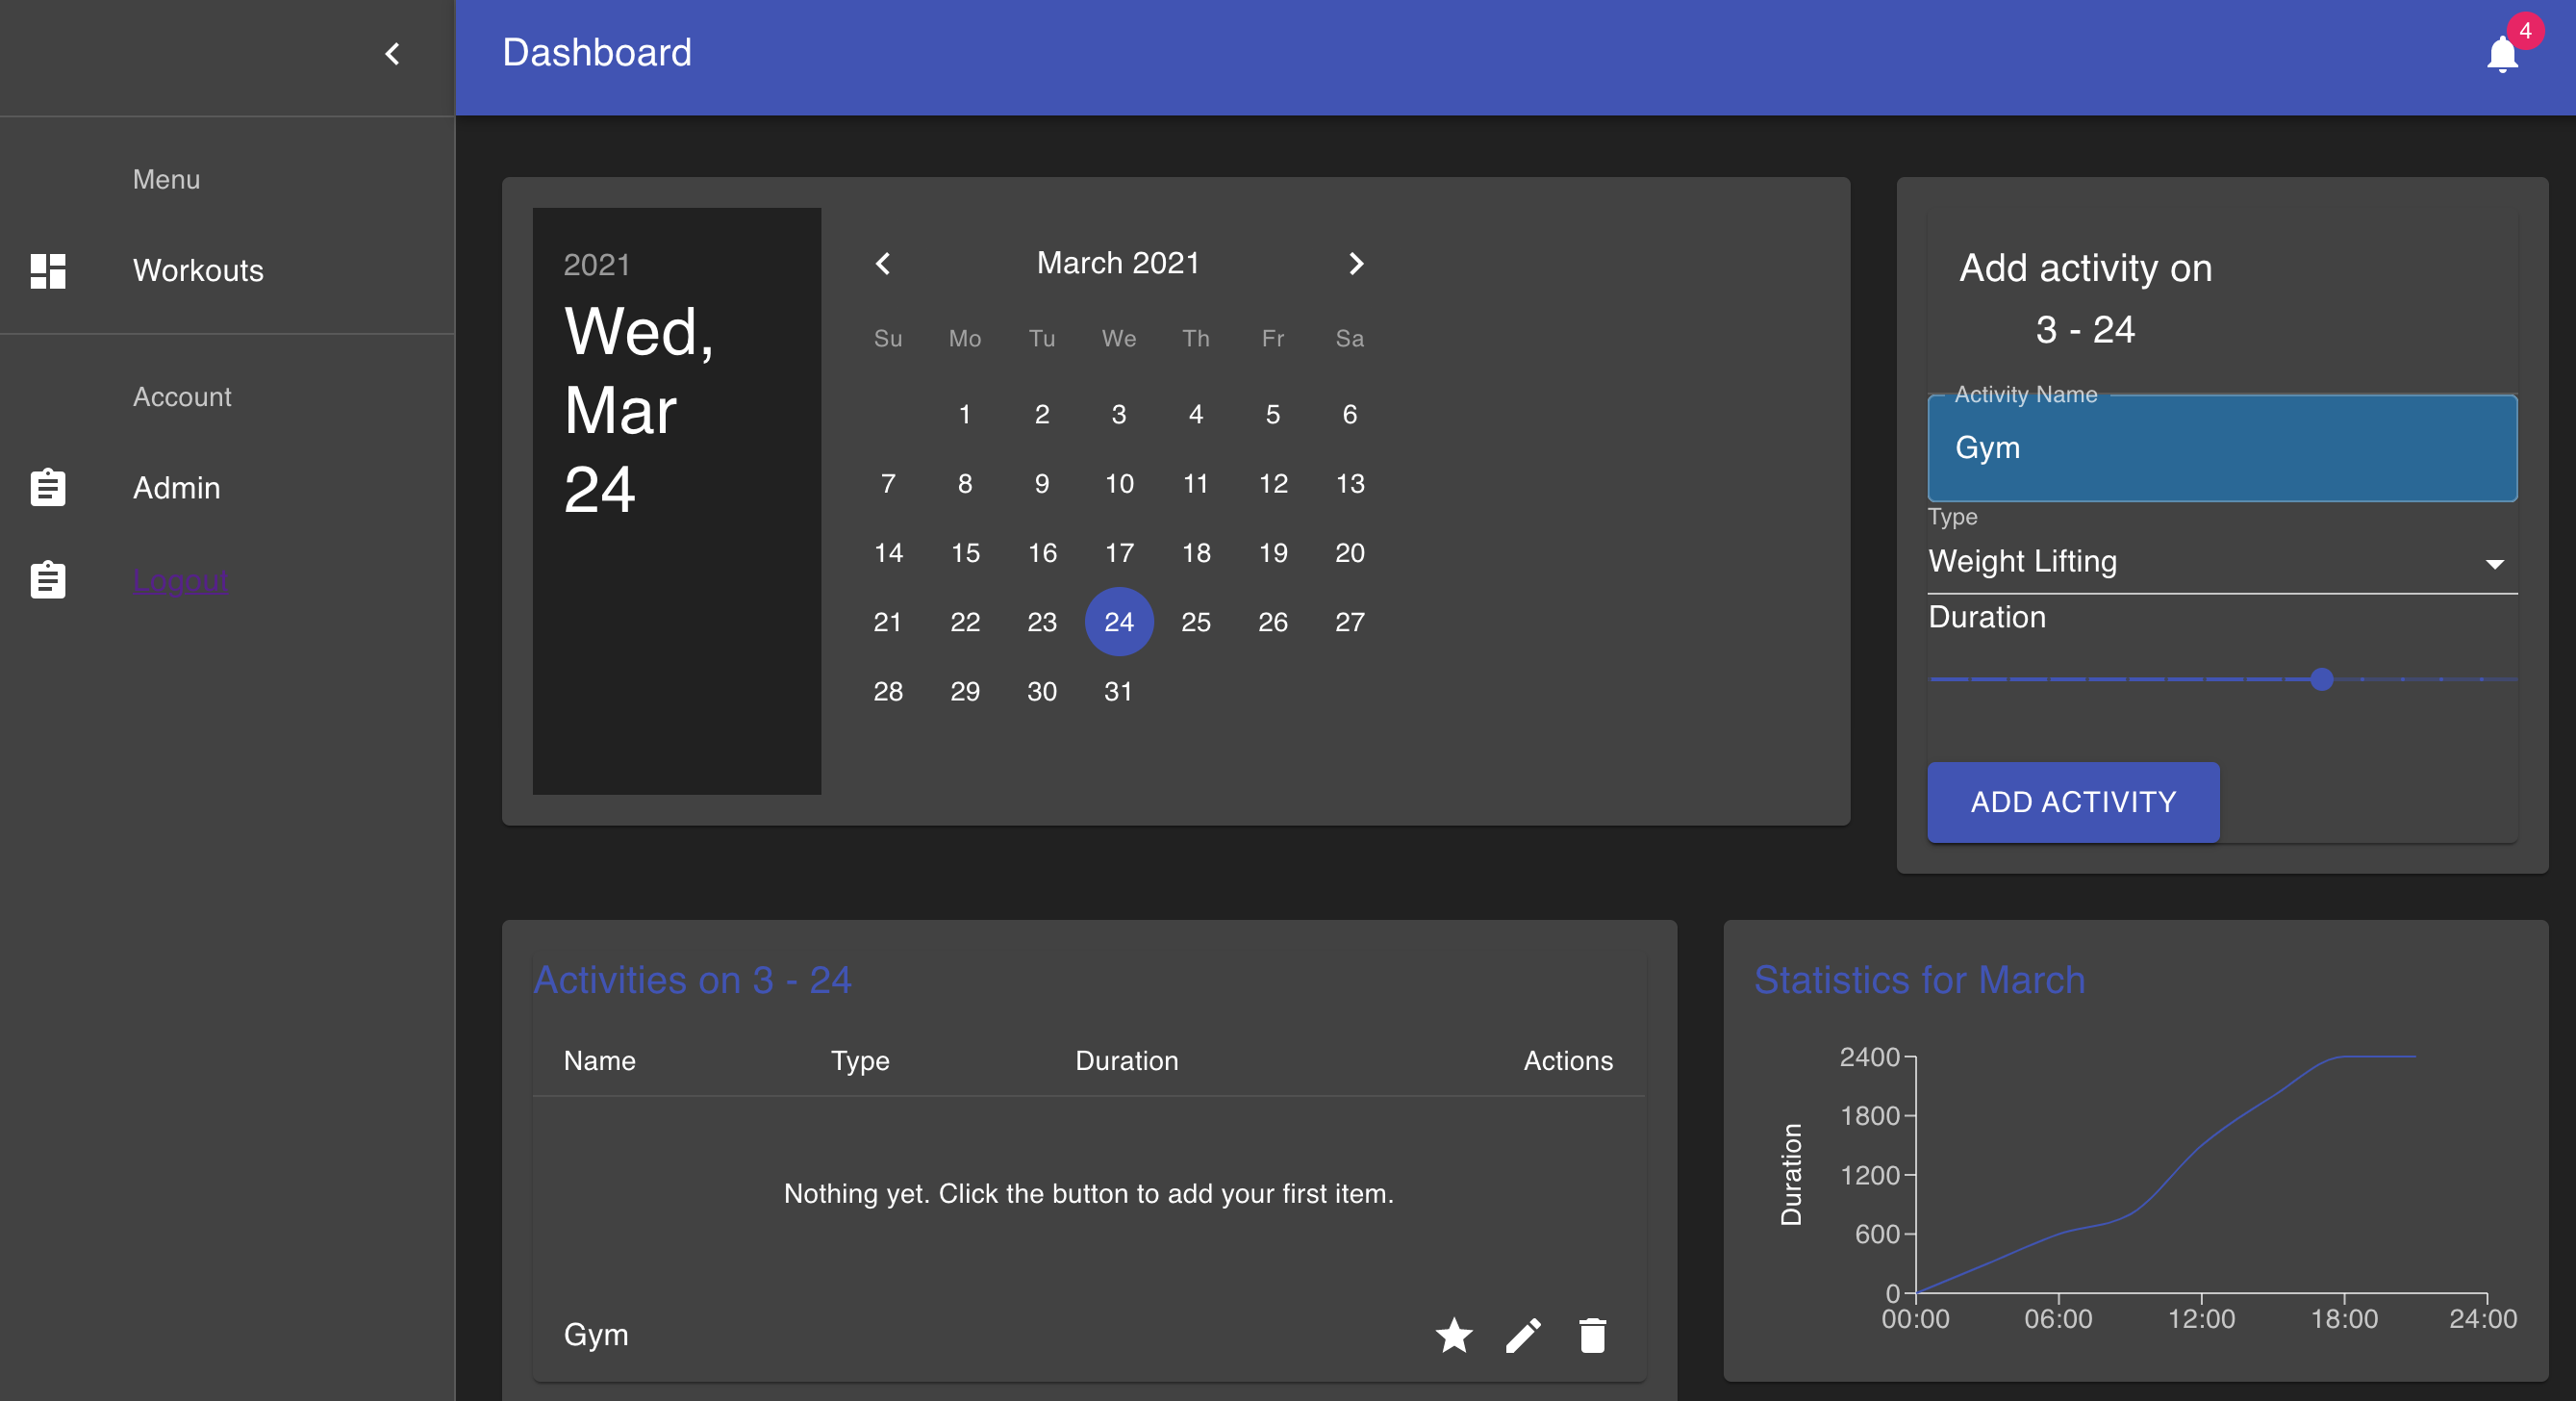 Dashboard
4
Menu
Workouts
Account
Admin
Logout
2021
Wed,
Mar
24
March 2021
Su Mo Tu We Th Fr Sa
1 2 3 4 5 6
7 8 9 10 11 12 13
14 15 16 17 18 19 20
21 22 23 24 25 26 27
28 29 30 31
Add activity on
3 - 24
Activity Name
Gym
Type
Weight Lifting
Duration
ADD ACTIVITY
Activities on 3 - 24
Name Type Duration Actions
Nothing yet. Click the button to add your first item.
Gym
Statistics for March
Duration
2400
1800
1200
600
0
00:00 06:00 12:00 18:00 24:00